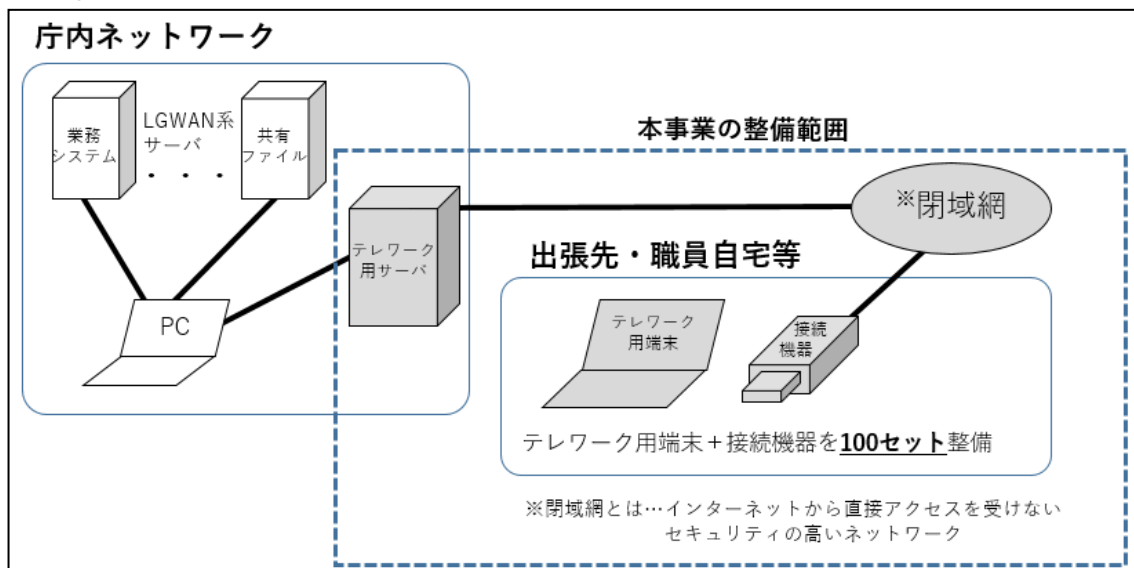 庁内ネットワーク
業務
システム
LGWAN系
サーバ
・・・
共有
ファイル
本事業の整備範囲
テレワーク
用サーバ
※閉域網
出張先・職員自宅等
PC
テレワーク
用端末
接続
機器
テレワーク用端末＋接続機器を100セット整備
※閉域網とは…インターネットから直接アクセスを受けない
セキュリティの高いネットワーク